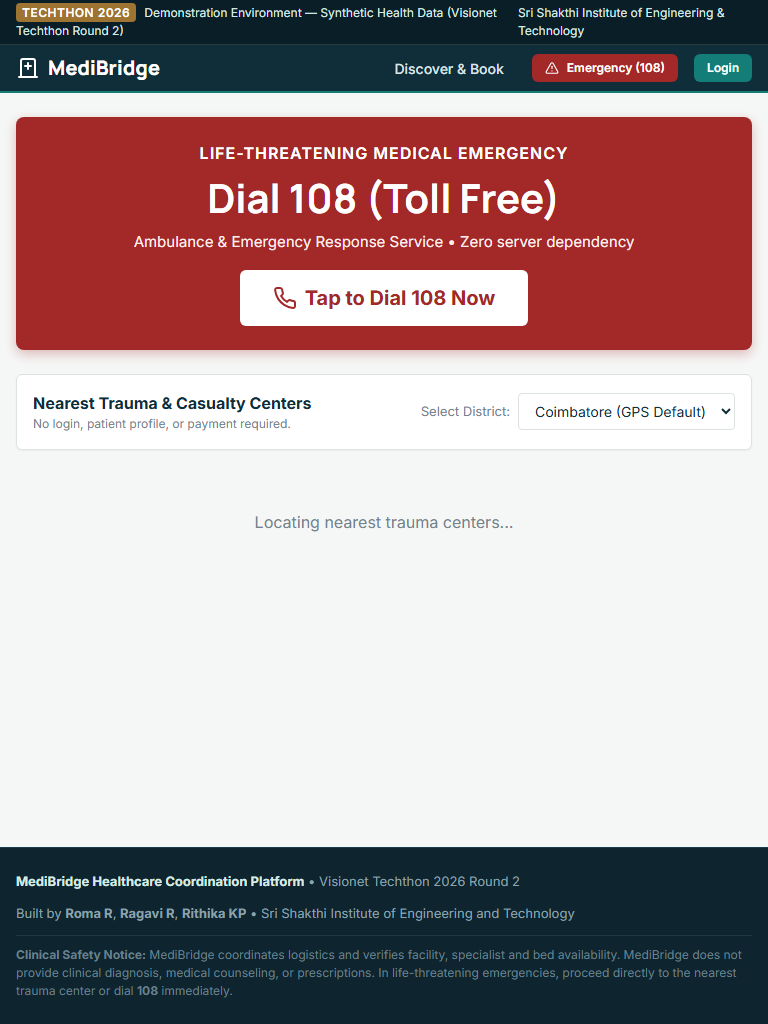 TECHTHON 2026 Demonstration Environment — Synthetic Health Data (Visionet
Techthon Round 2)
Sri Shakthi Institute of Engineering &
Technology
MediBridge
Discover & Book
Emergency (108)
Login
LIFE-THREATENING MEDICAL EMERGENCY
Dial 108 (Toll Free)
Ambulance & Emergency Response Service • Zero server dependency
Tap to Dial 108 Now
Nearest Trauma & Casualty Centers
No login, patient profile, or payment required.
Select District:
Coimbatore (GPS Default)
Locating nearest trauma centers...
MediBridge Healthcare Coordination Platform • Visionet Techthon 2026 Round 2
Built by Roma R, Ragavi R, Rithika KP • Sri Shakthi Institute of Engineering and Technology
Clinical Safety Notice: MediBridge coordinates logistics and verifies facility, specialist and bed availability. MediBridge does not
provide clinical diagnosis, medical counseling, or prescriptions. In life-threatening emergencies, proceed directly to the nearest
trauma center or dial 108 immediately.